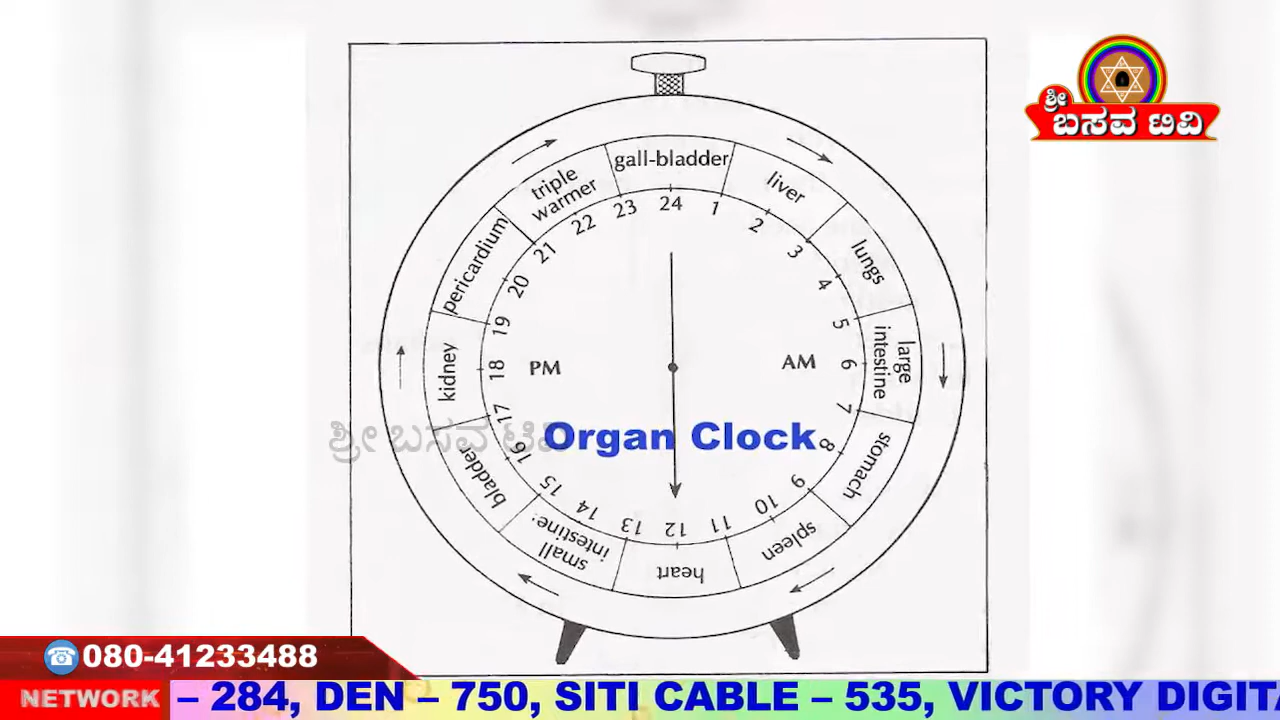 ಶ್ರೀ
ಬಸವ ಟಿವಿ
gall-bladder
liver
lungs
large
intestine
stomach
spleen
heart
small
intestine
bladder
kidney
pericardium
triple
warmer
24
1
2
3
4
5
6
7
8
9
10
11
12
13
14
15
16
17
18
19
20
21
22
23
PM
AM
Organ Clock
ಶ್ರೀ ಬಸವ ಟಿವಿ
080-41233488
NETWORK – 284, DEN – 750, SITI CABLE – 535, VICTORY DIGITA